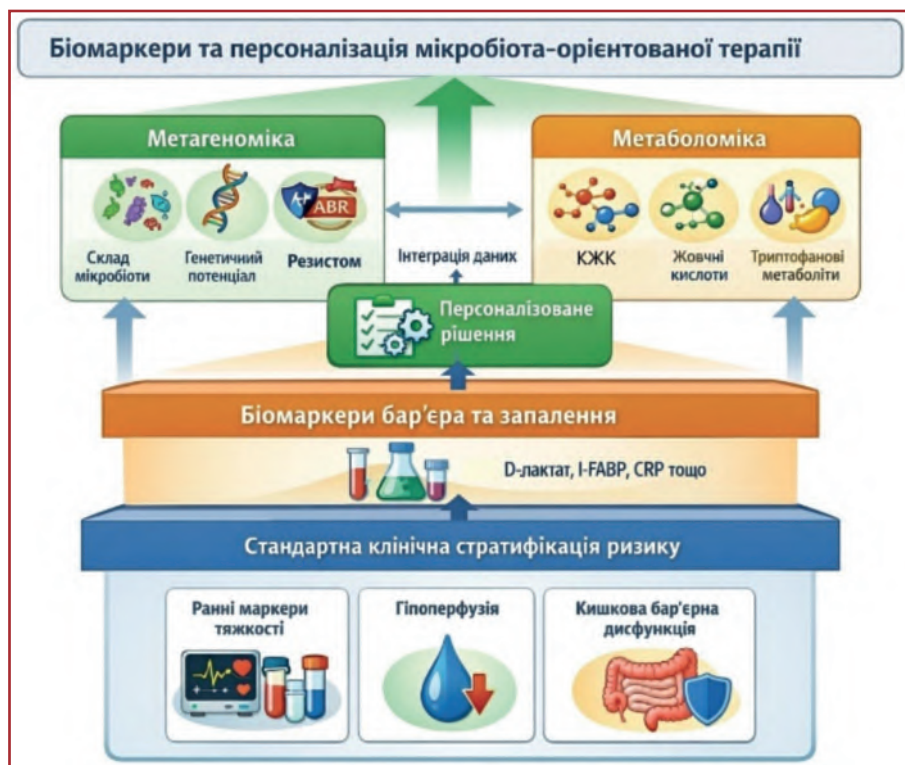 Біомаркери та персоналізація мікробіота-орієнтованої терапії
Метагеноміка
Метаболоміка
ABR
Склад
мікробіоти
Генетичний
потенціал
Резистом
Інтеграція даних
КЖК
Жовчні
кислоти
Триптофанові
метаболіти
Персоналізоване
рішення
Біомаркери бар'єра та запалення
D-лактат, I-FABP, CRP тощо
Стандартна клінічна стратифікація ризику
Ранні маркери
тяжкості
Гіпоперфузія
Кишкова бар'єрна
дисфункція